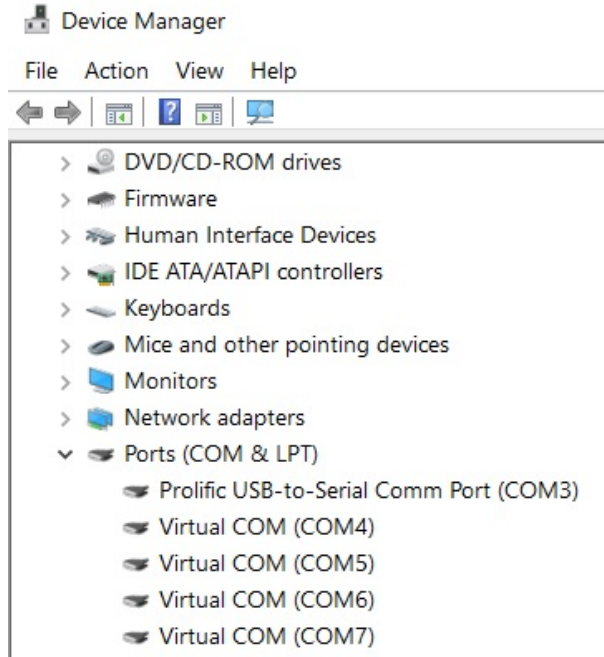 Device Manager
File Action View Help
DVD/CD-ROM drives
Firmware
Human Interface Devices
IDE ATA/ATAPI controllers
Keyboards
Mice and other pointing devices
Monitors
Network adapters
Ports (COM & LPT)
Prolific USB-to-Serial Comm Port (COM3)
Virtual COM (COM4)
Virtual COM (COM5)
Virtual COM (COM6)
Virtual COM (COM7)